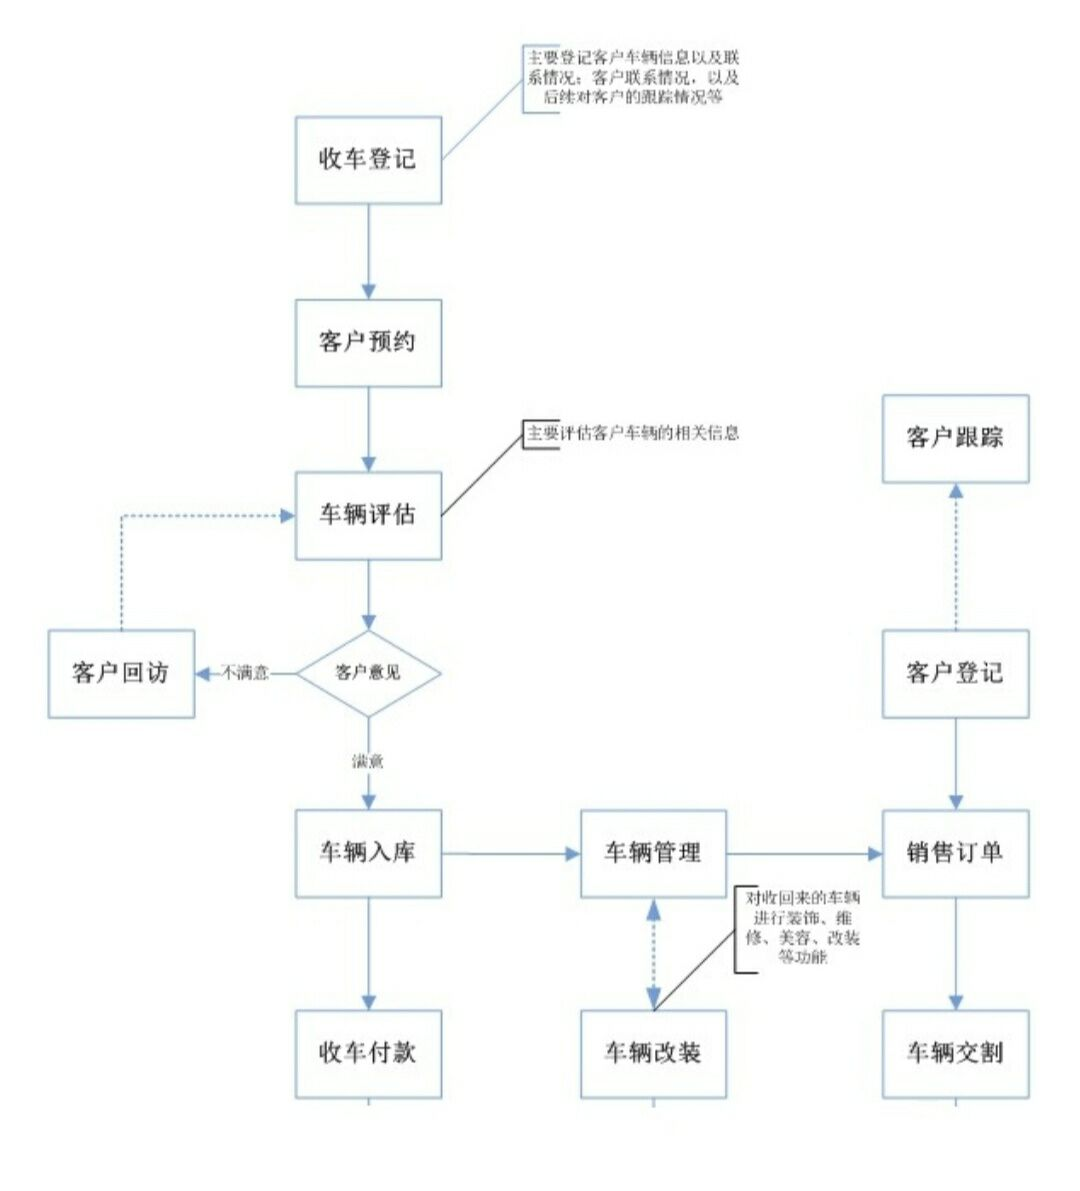 主要登记客户车辆信息以及联
系情况；客户联系情况，以及
后续对客户的跟踪情况等
收车登记
客户预约
主要评估客户车辆的相关信息
客户跟踪
车辆评估
客户回访
不满意
客户意见
客户登记
满意
车辆入库
车辆管理
销售订单
对收回来的车辆
进行装饰、维
修、美容、改装
等功能
收车付款
车辆改装
车辆交割